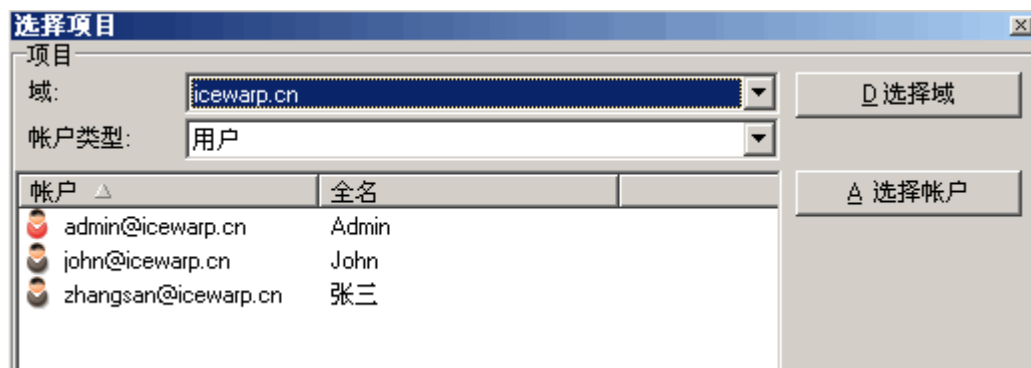 选择项目
项目
域: icewarp.cn D 选择域
帐户类型: 用户
帐户 全名 A 选择帐户
admin@icewarp.cn Admin
john@icewarp.cn John
zhangsan@icewarp.cn 张三